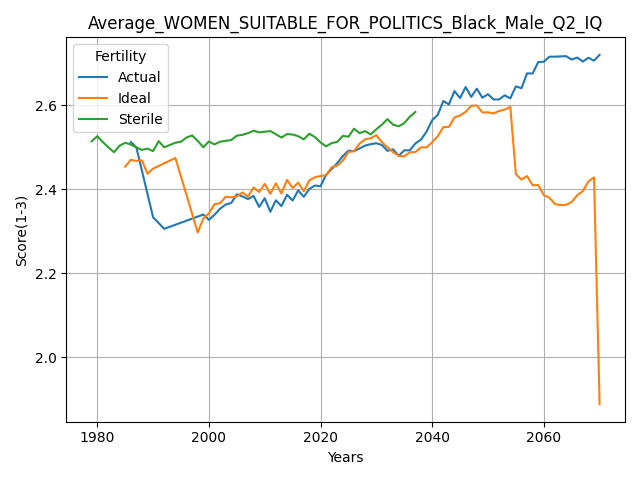 Average_WOMEN_SUITABLE_FOR_POLITICS_Black_Male_Q2_IQ
Fertility
Actual
Ideal
Sterile
Score(1-3)
2.6
2.4
2.2
2.0
1980
2000
2020
2040
2060
Years